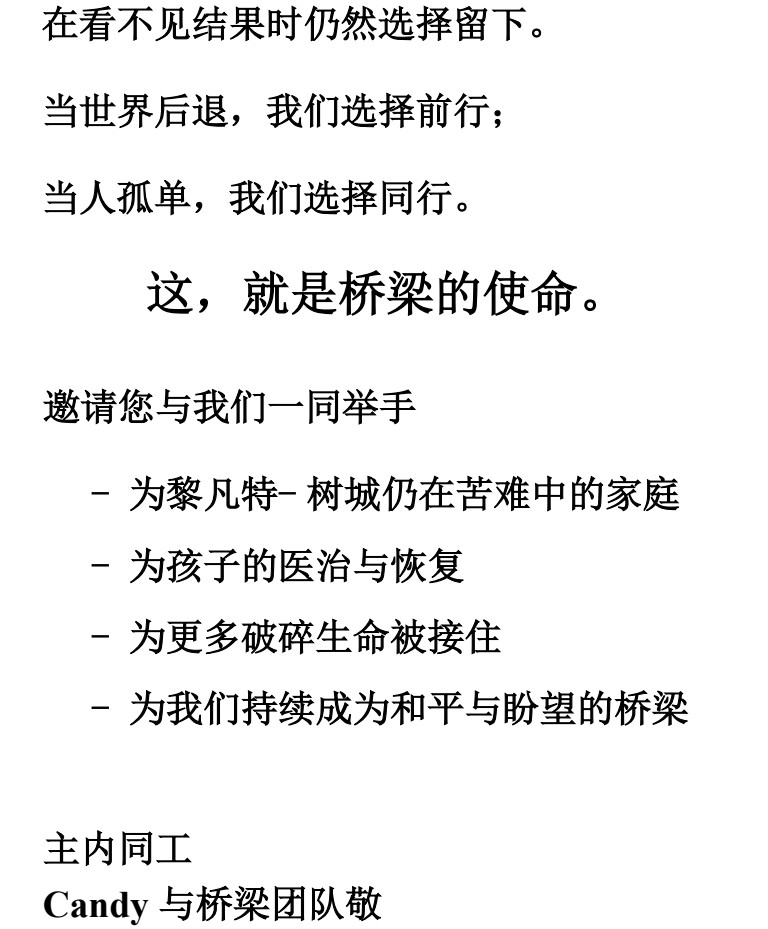 在看不见结果时仍然选择留下。
当世界后退，我们选择前行；
当人孤单，我们选择同行。
这，就是桥梁的使命。
邀请您与我们一同举手
- 为黎凡特- 树城仍在苦难中的家庭
- 为孩子的医治与恢复
- 为更多破碎生命被接住
- 为我们持续成为和平与盼望的桥梁
主内同工
Candy 与桥梁团队敬